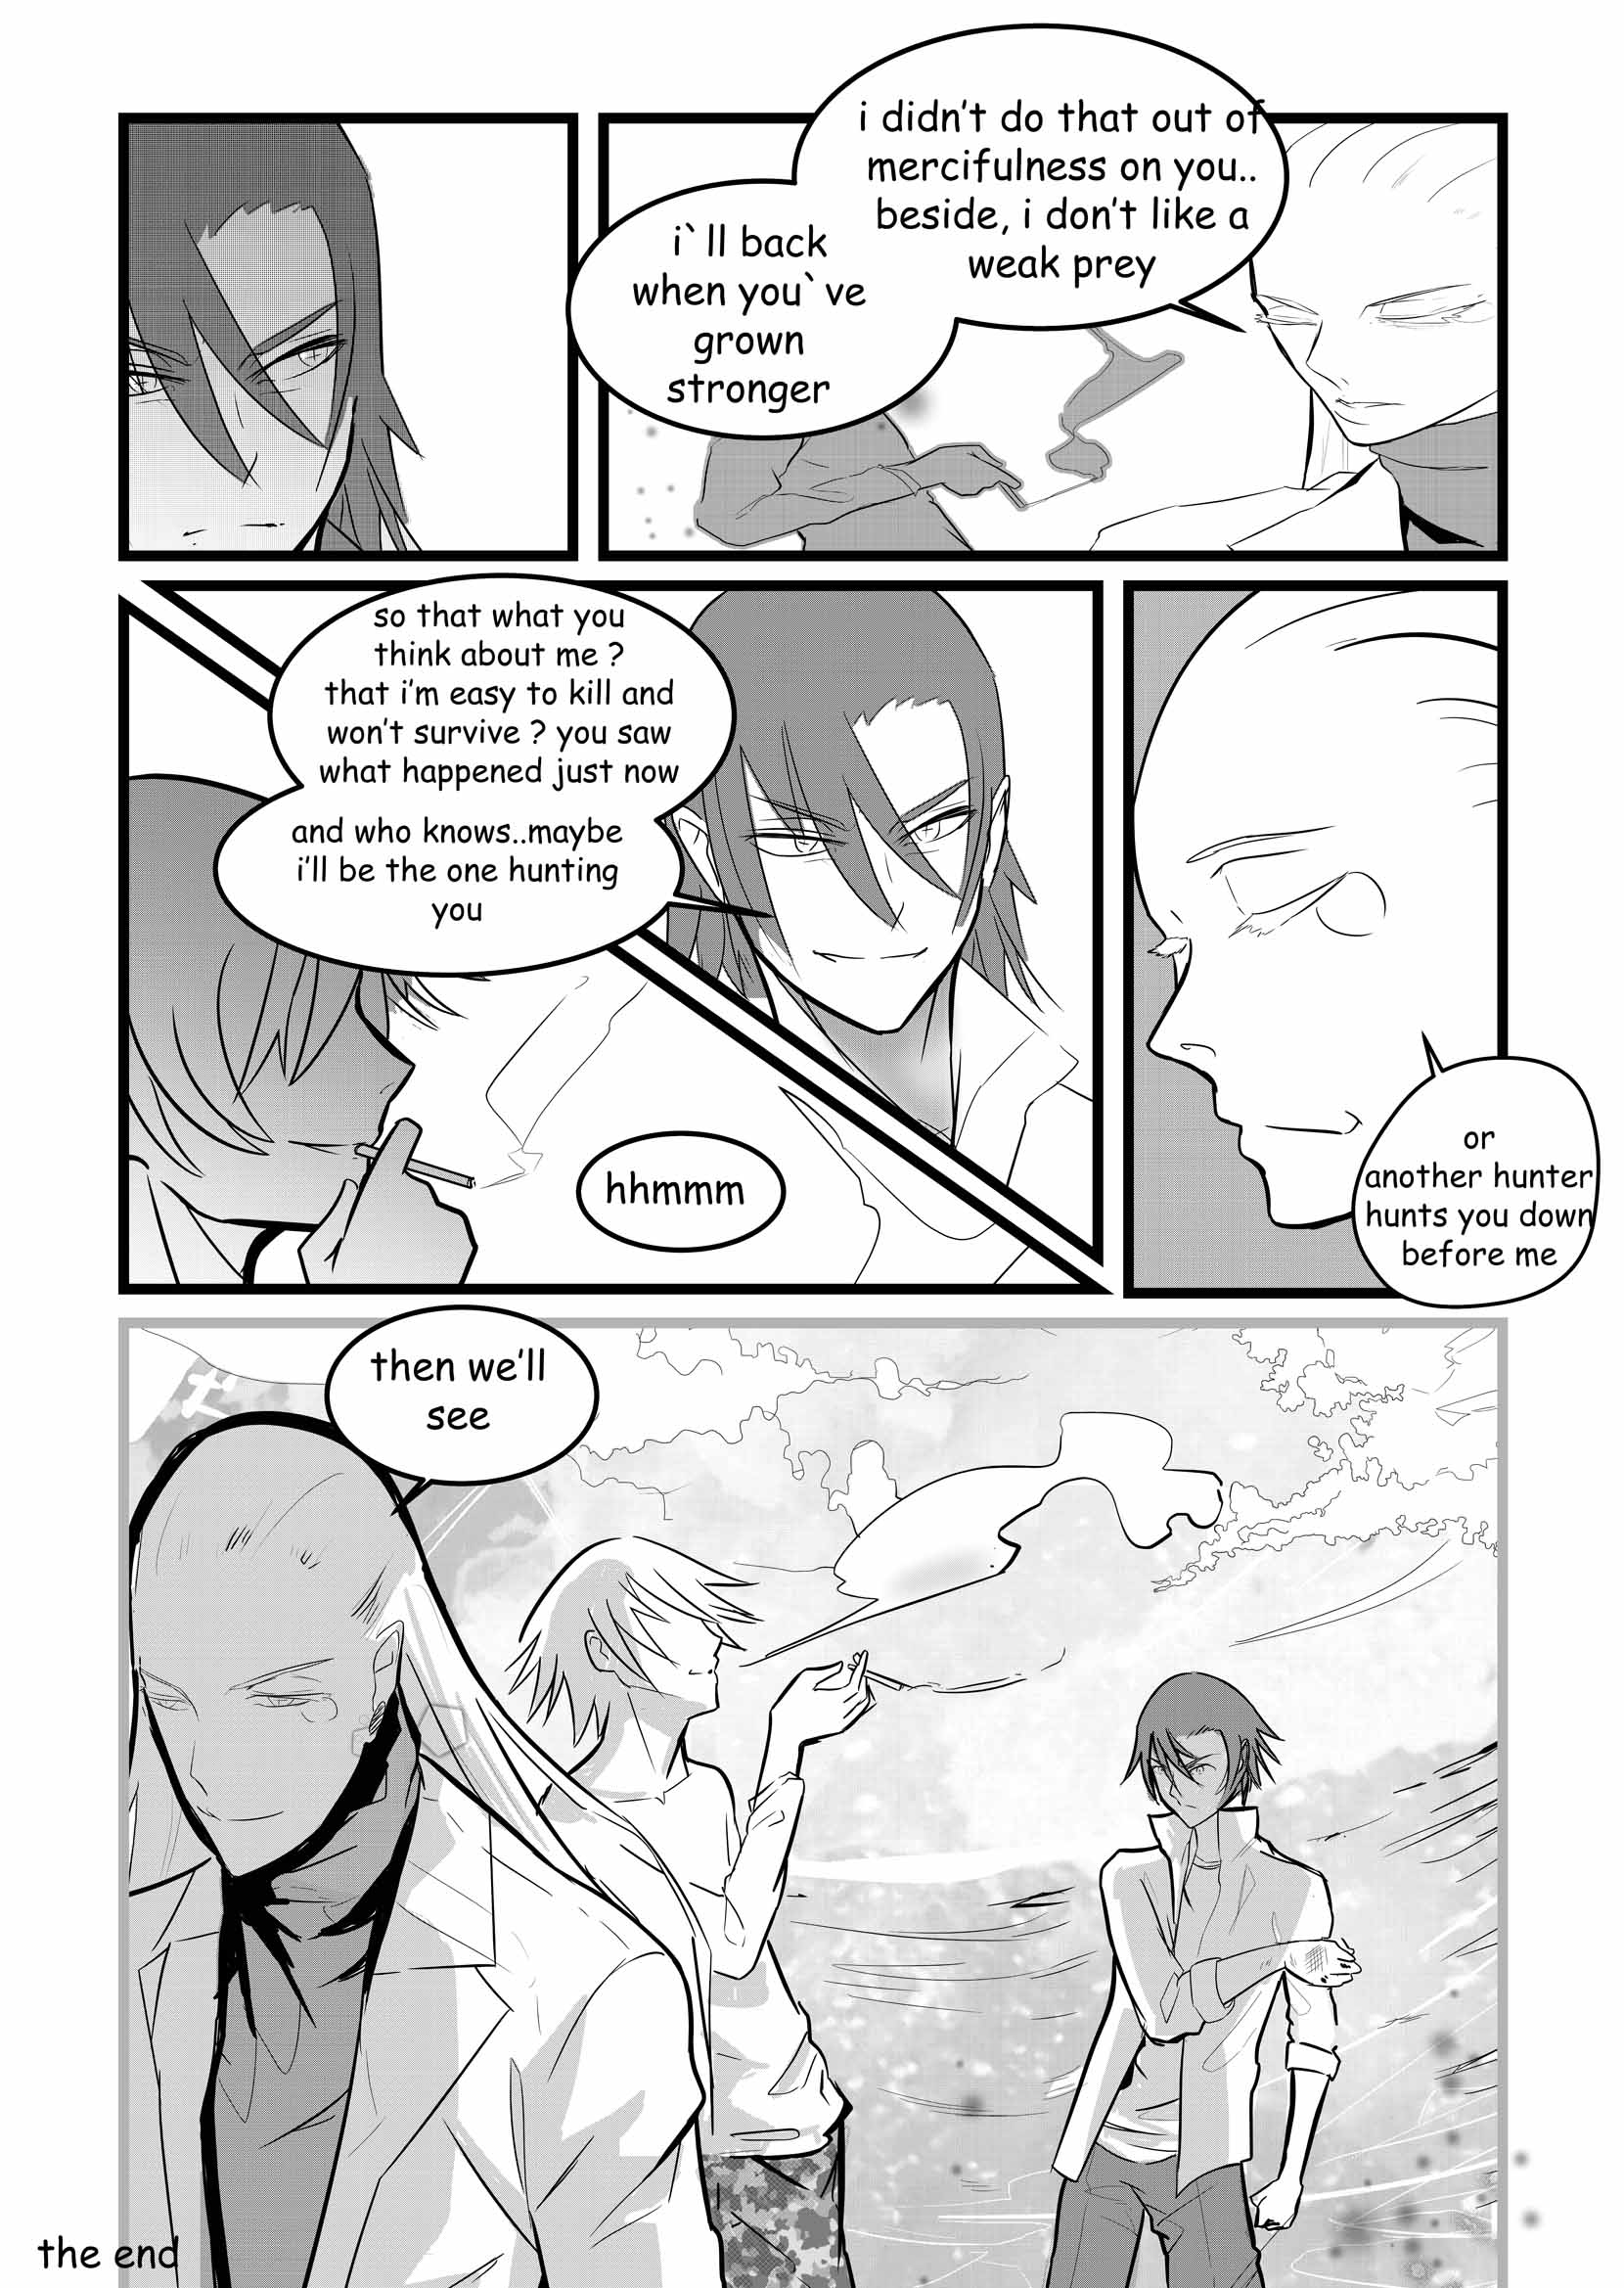 i didn't do that out of
mercifulness on you..
beside, i don't like a
weak prey
i`ll back
when you`ve
grown
stronger
so that what you
think about me ?
that i'm easy to kill and
won't survive ? you saw
what happened just now
and who knows..maybe
i'll be the one hunting
you
hhmmm
or
another hunter
hunts you down
before me
then we'll
see
the end